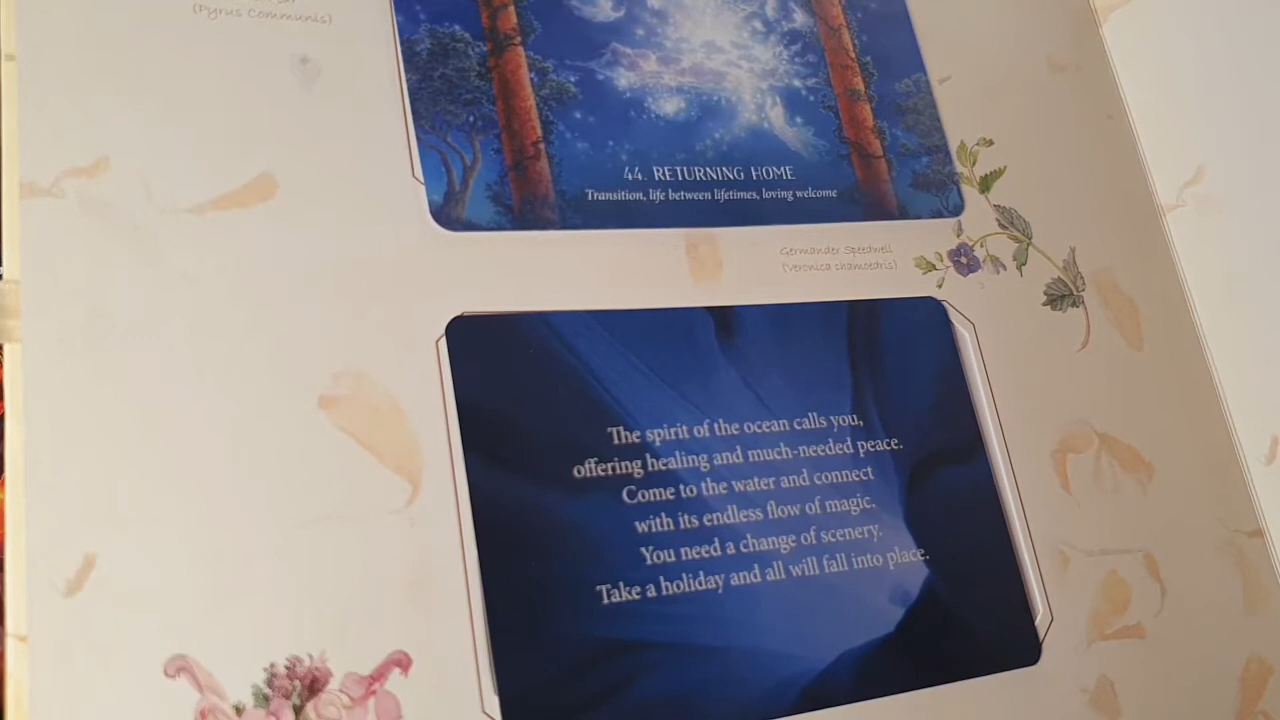 (Pyrus Communis)
44. RETURNING HOME
Transition, life between lifetimes, loving welcome
Germander Speedwell
(Veronica chamoedris)
The spirit of the ocean calls you,
offering healing and much-needed peace.
Come to the water and connect
with its endless flow of magic.
You need a change of scenery.
Take a holiday and all will fall into place.